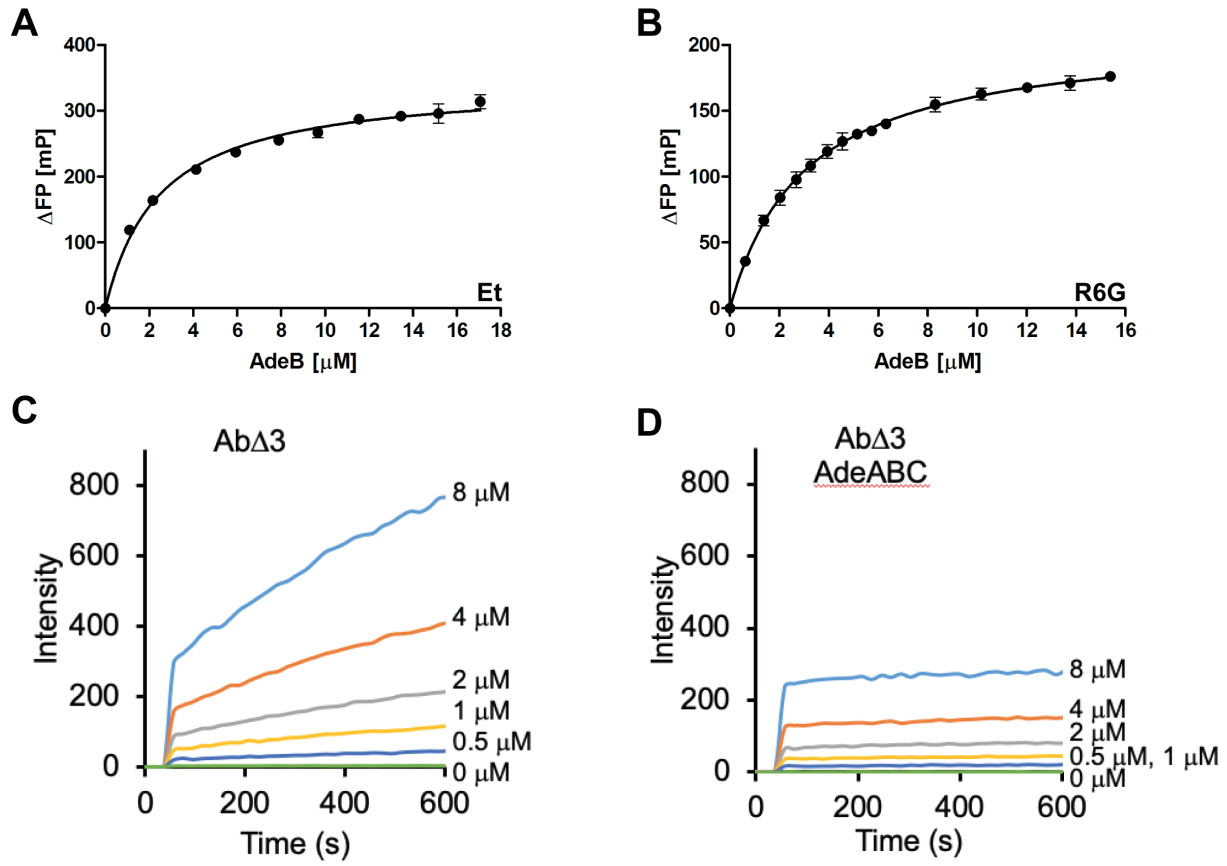 A
400
300
200
100
0
ΔFP [mP]
0 2 4 6 8 10 12 14 16 18
AdeB [μM]
Et
B
200
150
100
50
0
ΔFP [mP]
0 2 4 6 8 10 12 14 16
AdeB [μM]
R6G
C
AbΔ3
800
600
400
200
0
Intensity
8 μM
4 μM
2 μM
1 μM
0.5 μM
0 μM
0 200 400 600
Time (s)
D
AbΔ3
AdeABC
800
600
400
200
0
Intensity
8 μM
4 μM
2 μM
0.5 μM, 1 μM
0 μM
0 200 400 600
Time (s)